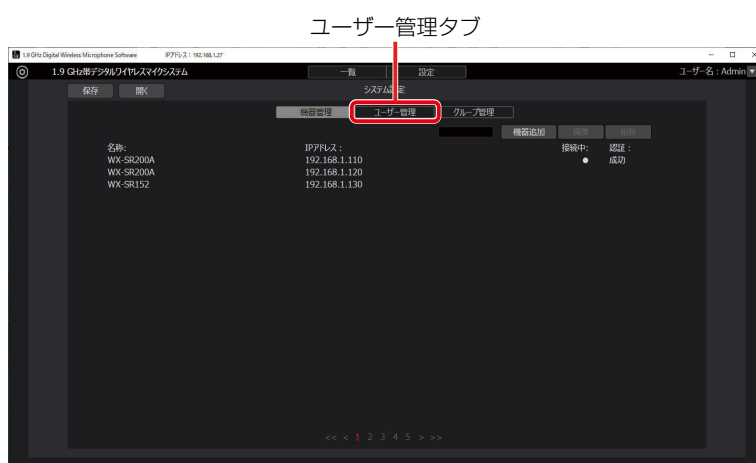 ユーザー管理タブ
1.9 GHz Digital Wireless Microphone Software IPアドレス : 192.168.1.27
1.9 GHz帯デジタルワイヤレスマイクシステム 一覧 設定 ユーザー名 : Admin
保存 開く システム設定
機器管理 ユーザー管理 グループ管理
機器追加 編集 削除
名称: IPアドレス : 接続中: 認証 :
WX-SR200A 192.168.1.110 成功
WX-SR200A 192.168.1.120
WX-SR152 192.168.1.130
<< < 1 2 3 4 5 > >>